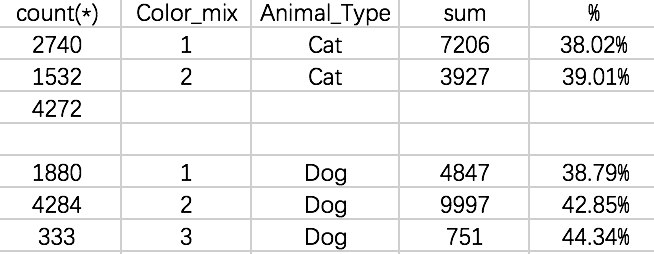 count(*) Color_mix Animal_Type sum %
2740 1 Cat 7206 38.02%
1532 2 Cat 3927 39.01%
4272
1880 1 Dog 4847 38.79%
4284 2 Dog 9997 42.85%
333 3 Dog 751 44.34%